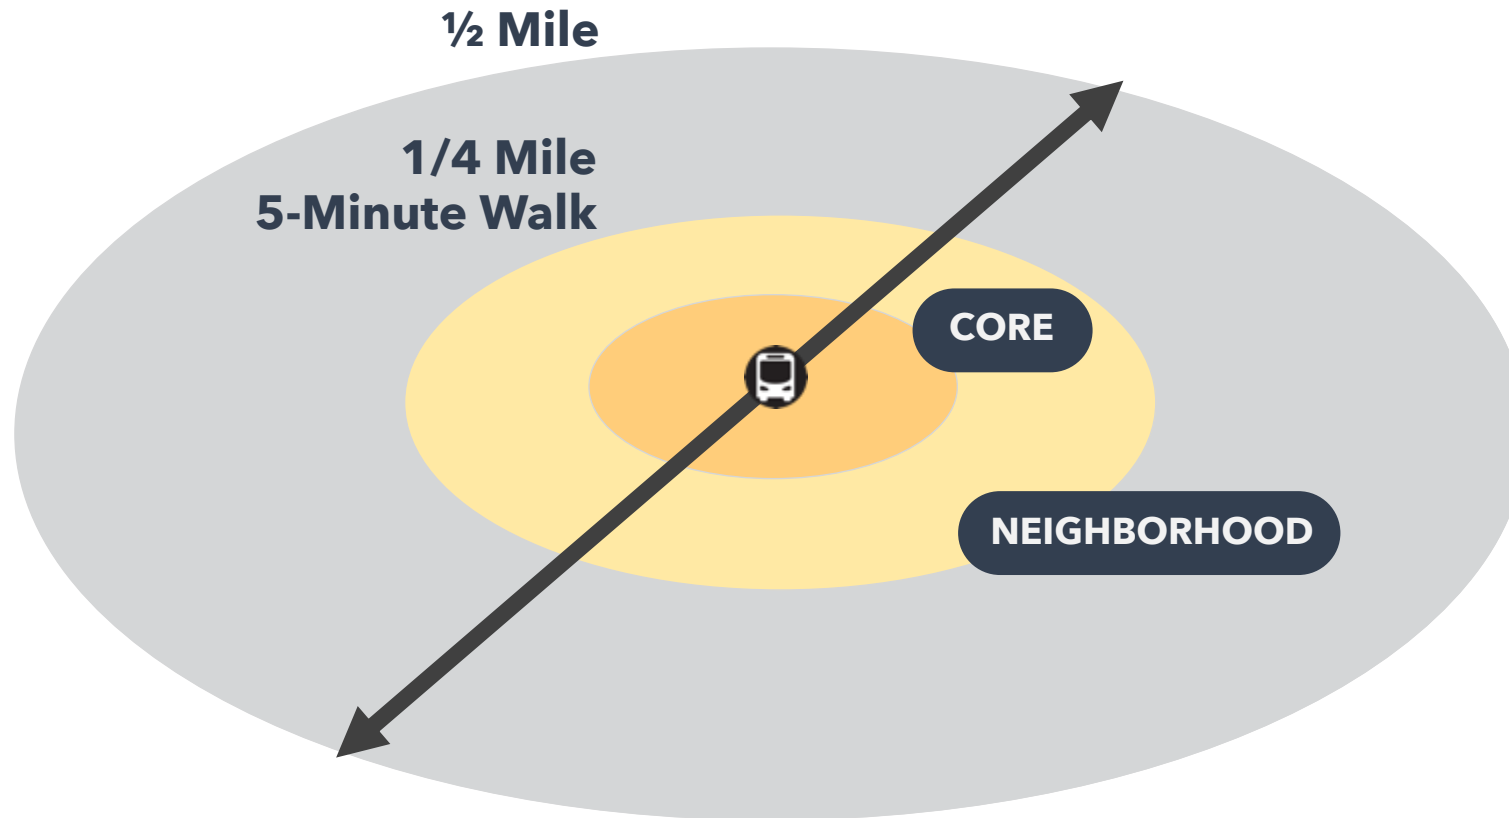 ½ Mile
1/4 Mile
5-Minute Walk
CORE
NEIGHBORHOOD